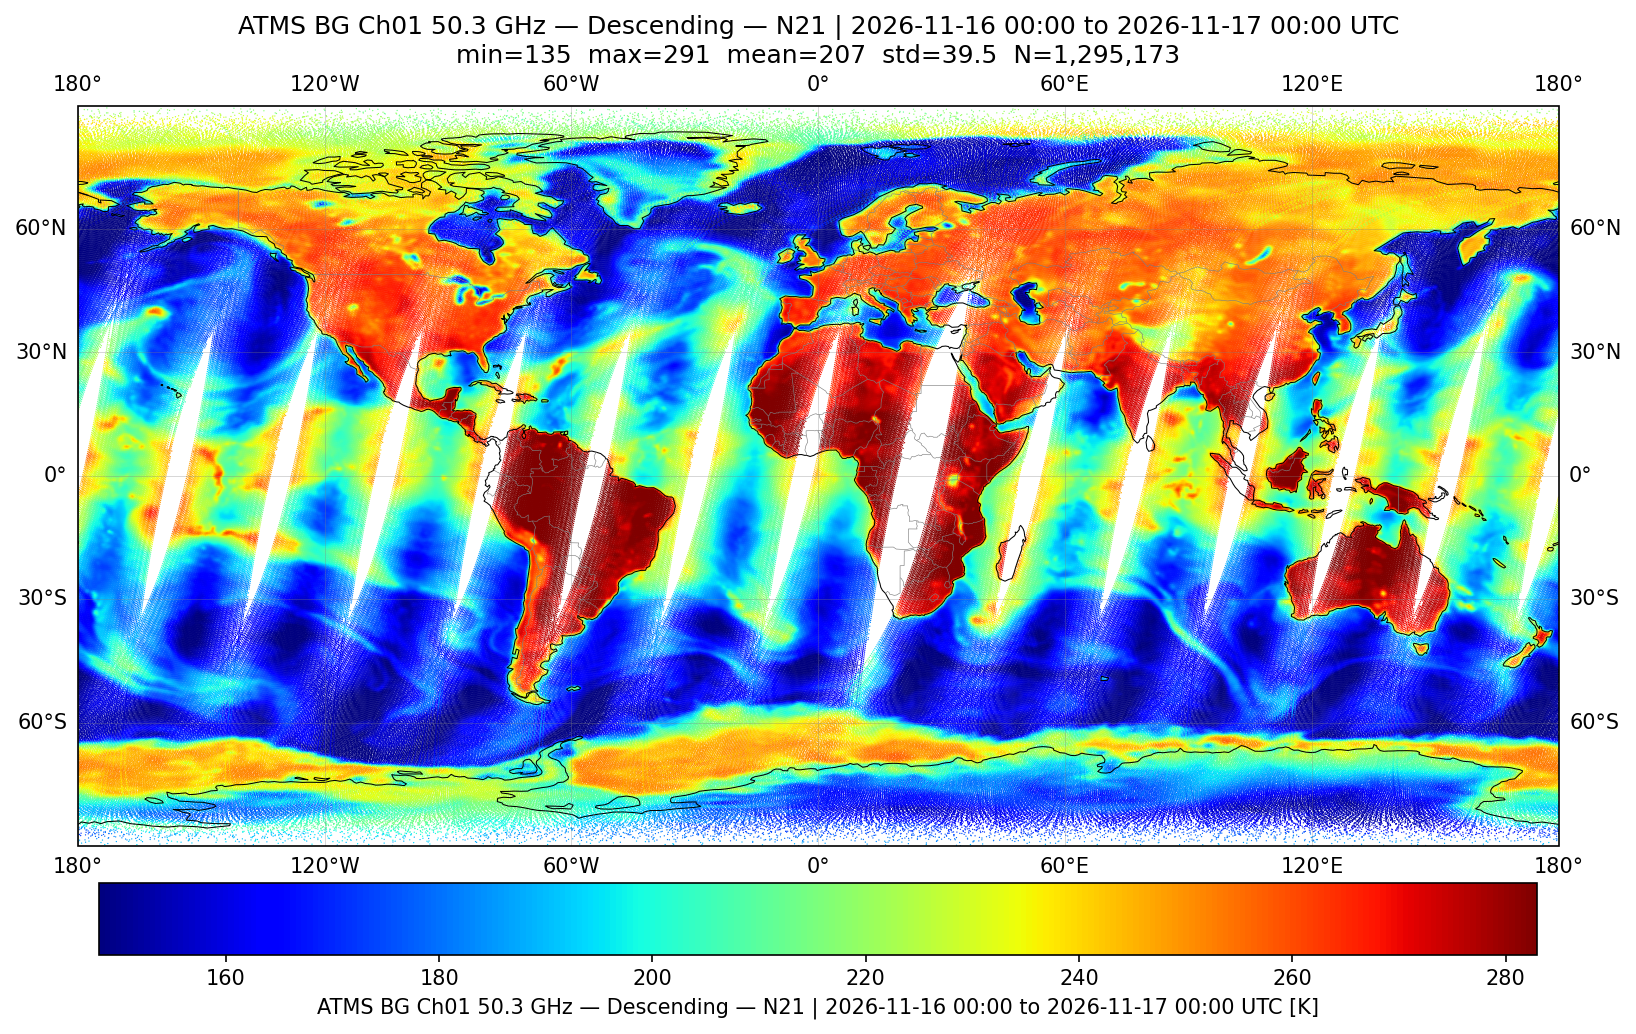 ATMS BG Ch01 50.3 GHz — Descending — N21 | 2026-11-16 00:00 to 2026-11-17 00:00 UTC
min=135 max=291 mean=207 std=39.5 N=1,295,173
180° 120°W 60°W 0° 60°E 120°E 180°
60°N 60°N
30°N 30°N
0° 0°
30°S 30°S
60°S 60°S
180° 120°W 60°W 0° 60°E 120°E 180°
160 180 200 220 240 260 280
ATMS BG Ch01 50.3 GHz — Descending — N21 | 2026-11-16 00:00 to 2026-11-17 00:00 UTC [K]